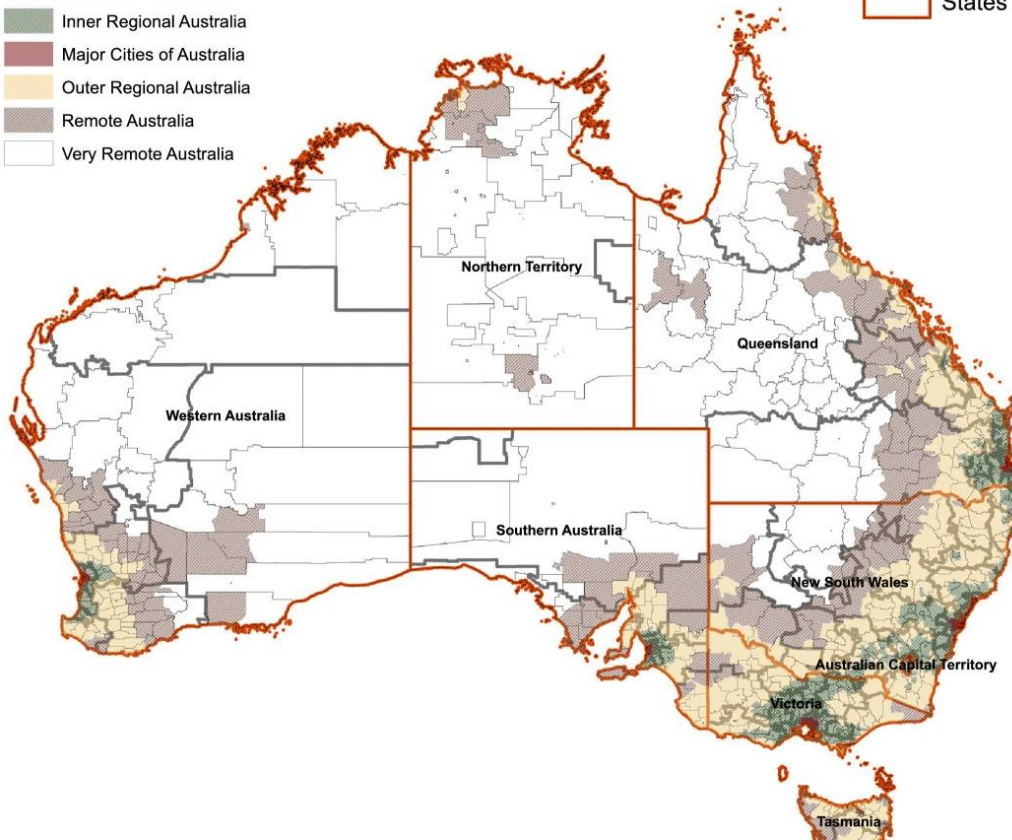 Inner Regional Australia
States
Major Cities of Australia
Outer Regional Australia
Remote Australia
Very Remote Australia
Northern Territory
Queensland
Western Australia
Southern Australia
New South Wales
Australian Capital Territory
Victoria
Tasmania